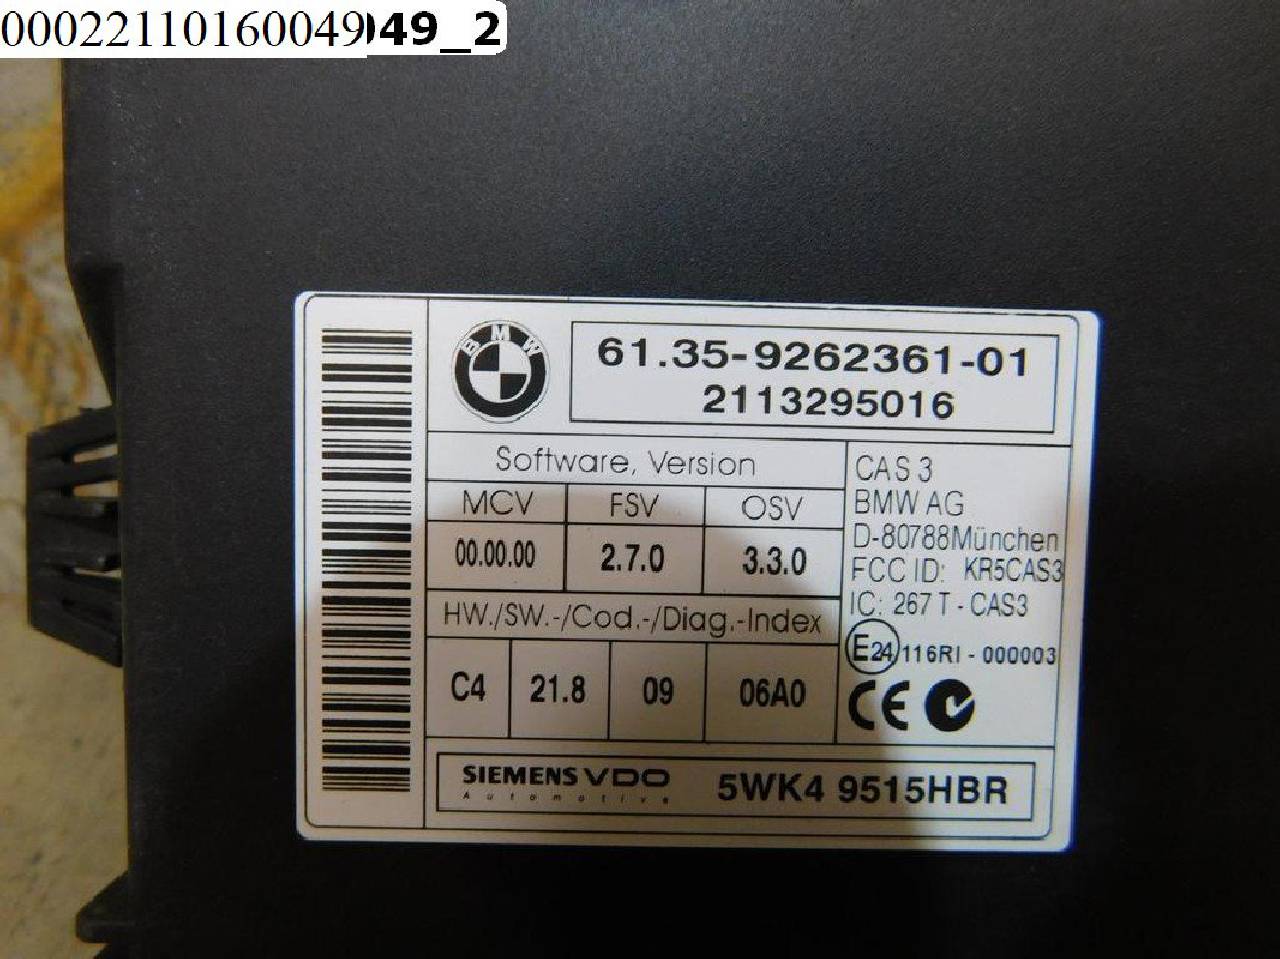 00022110160049
049_2
BMW
61.35-9262361-01
2113295016
Software, Version
MCV FSV OSV
00.00.00 2.7.0 3.3.0
HW./SW.-/Cod.-/Diag.-Index
C4 21.8 09 06A0
CAS 3
BMW AG
D-80788München
FCC ID: KR5CAS3
IC: 267 T - CAS3
E24 116RI - 000003
CE
SIEMENS VDO
Automotive
5WK4 9515HBR